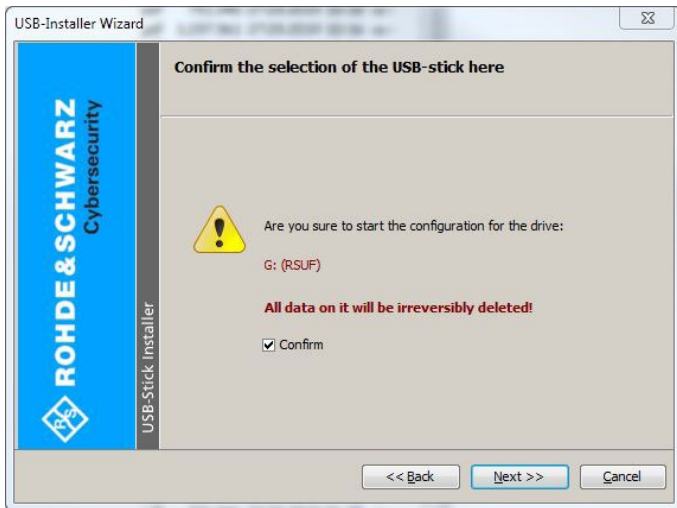 USB-Installer Wizard
Confirm the selection of the USB-stick here
ROHDE & SCHWARZ
Cybersecurity
USB-Stick Installer
R&S
Are you sure to start the configuration for the drive:
G: (RSUF)
All data on it will be irreversibly deleted!
Confirm
<< Back
Next >>
Cancel